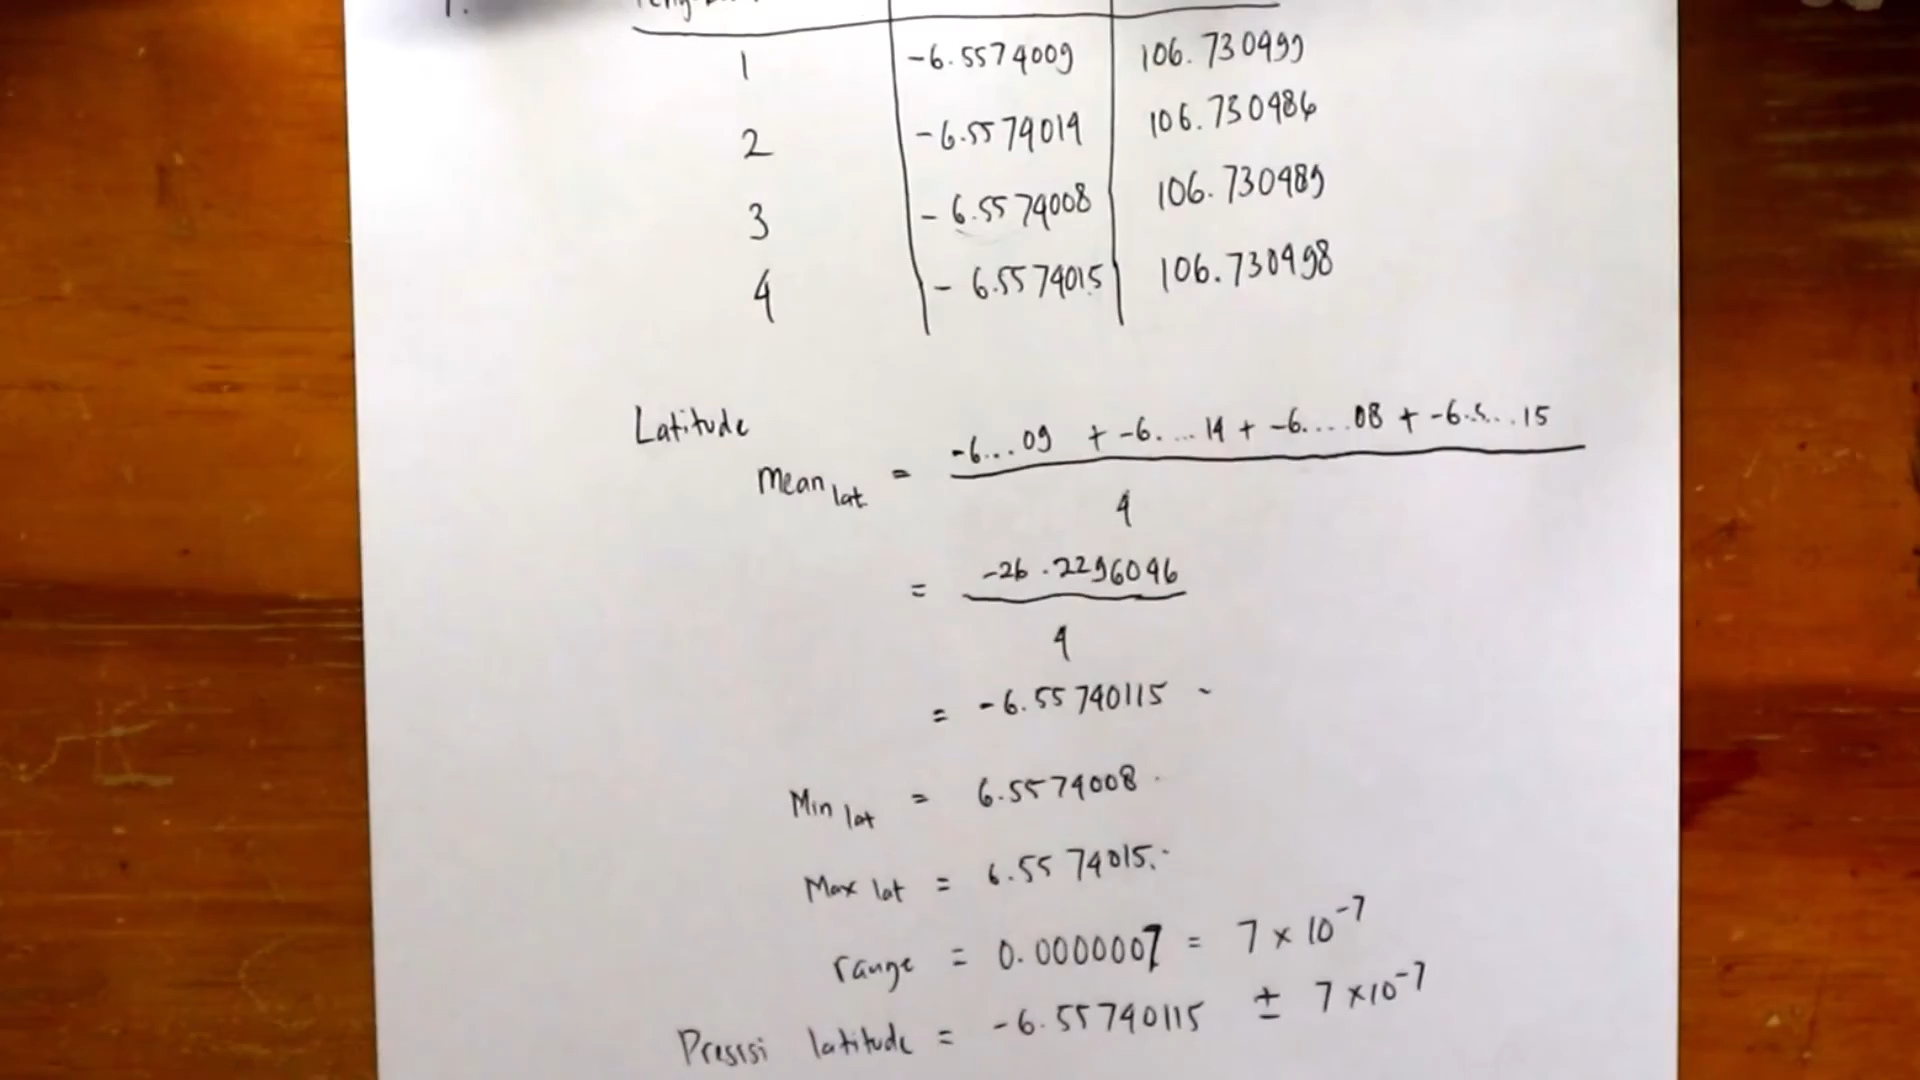 1.
1 -6.5574009 106.730499
2 -6.5574014 106.730486
3 -6.5574008 106.730489
4 -6.5574015 106.730498
Latitude
Mean lat = -6...09 + -6....14 + -6....08 + -6.5...15
4
= -26.2296046
4
= -6.55740115
Min lat = 6.5574008
Max lat = 6.5574015
range = 0.0000007 = 7 × 10⁻⁷
Presisi latitude = -6.55740115 ± 7 × 10⁻⁷